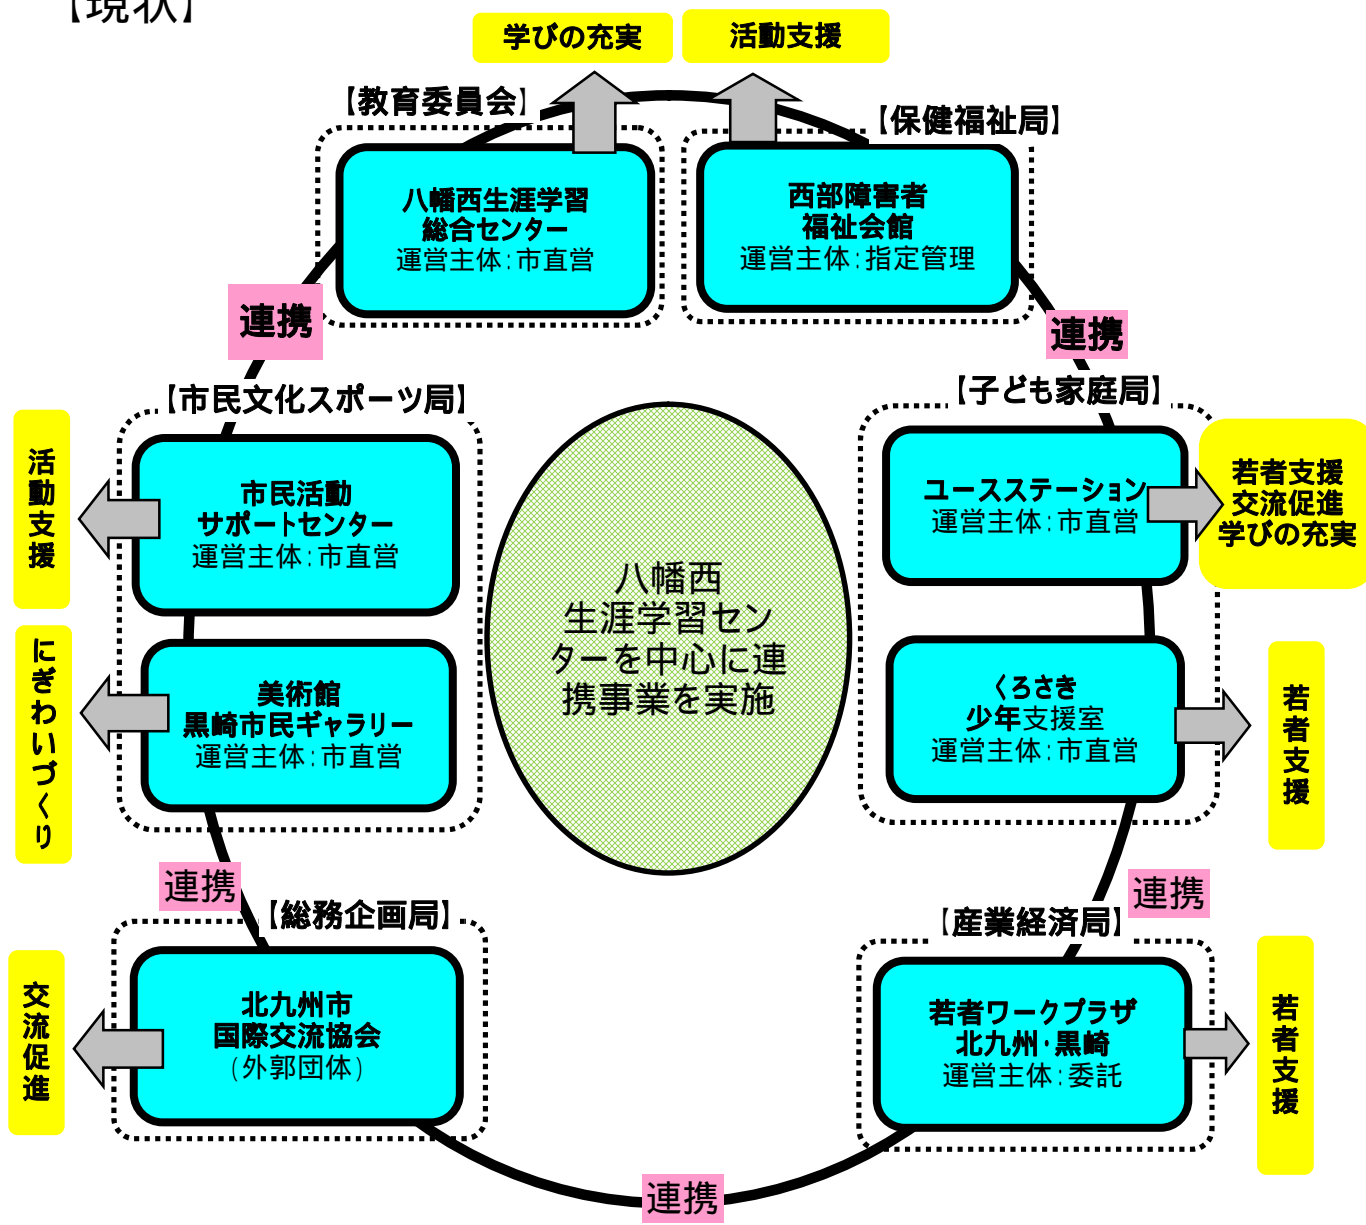 【現状】
学びの充実
活動支援
【教育委員会】
【保健福祉局】
八幡西生涯学習
総合センター
運営主体：市直営
西部障害者
福祉会館
運営主体：指定管理
連携
連携
【市民文化スポーツ局】
【子ども家庭局】
活動支援
市民活動
サポートセンター
運営主体：市直営
ユースステーション
運営主体：市直営
若者支援
交流促進
学びの充実
八幡西
生涯学習セン
ターを中心に連
携事業を実施
にぎわいづくり
美術館
黒崎市民ギャラリー
運営主体：市直営
くろさき
少年支援室
運営主体：市直営
若者支援
連携
連携
【総務企画局】
【産業経済局】
交流促進
北九州市
国際交流協会
（外郭団体）
若者ワークプラザ
北九州・黒崎
運営主体：委託
若者支援
連携